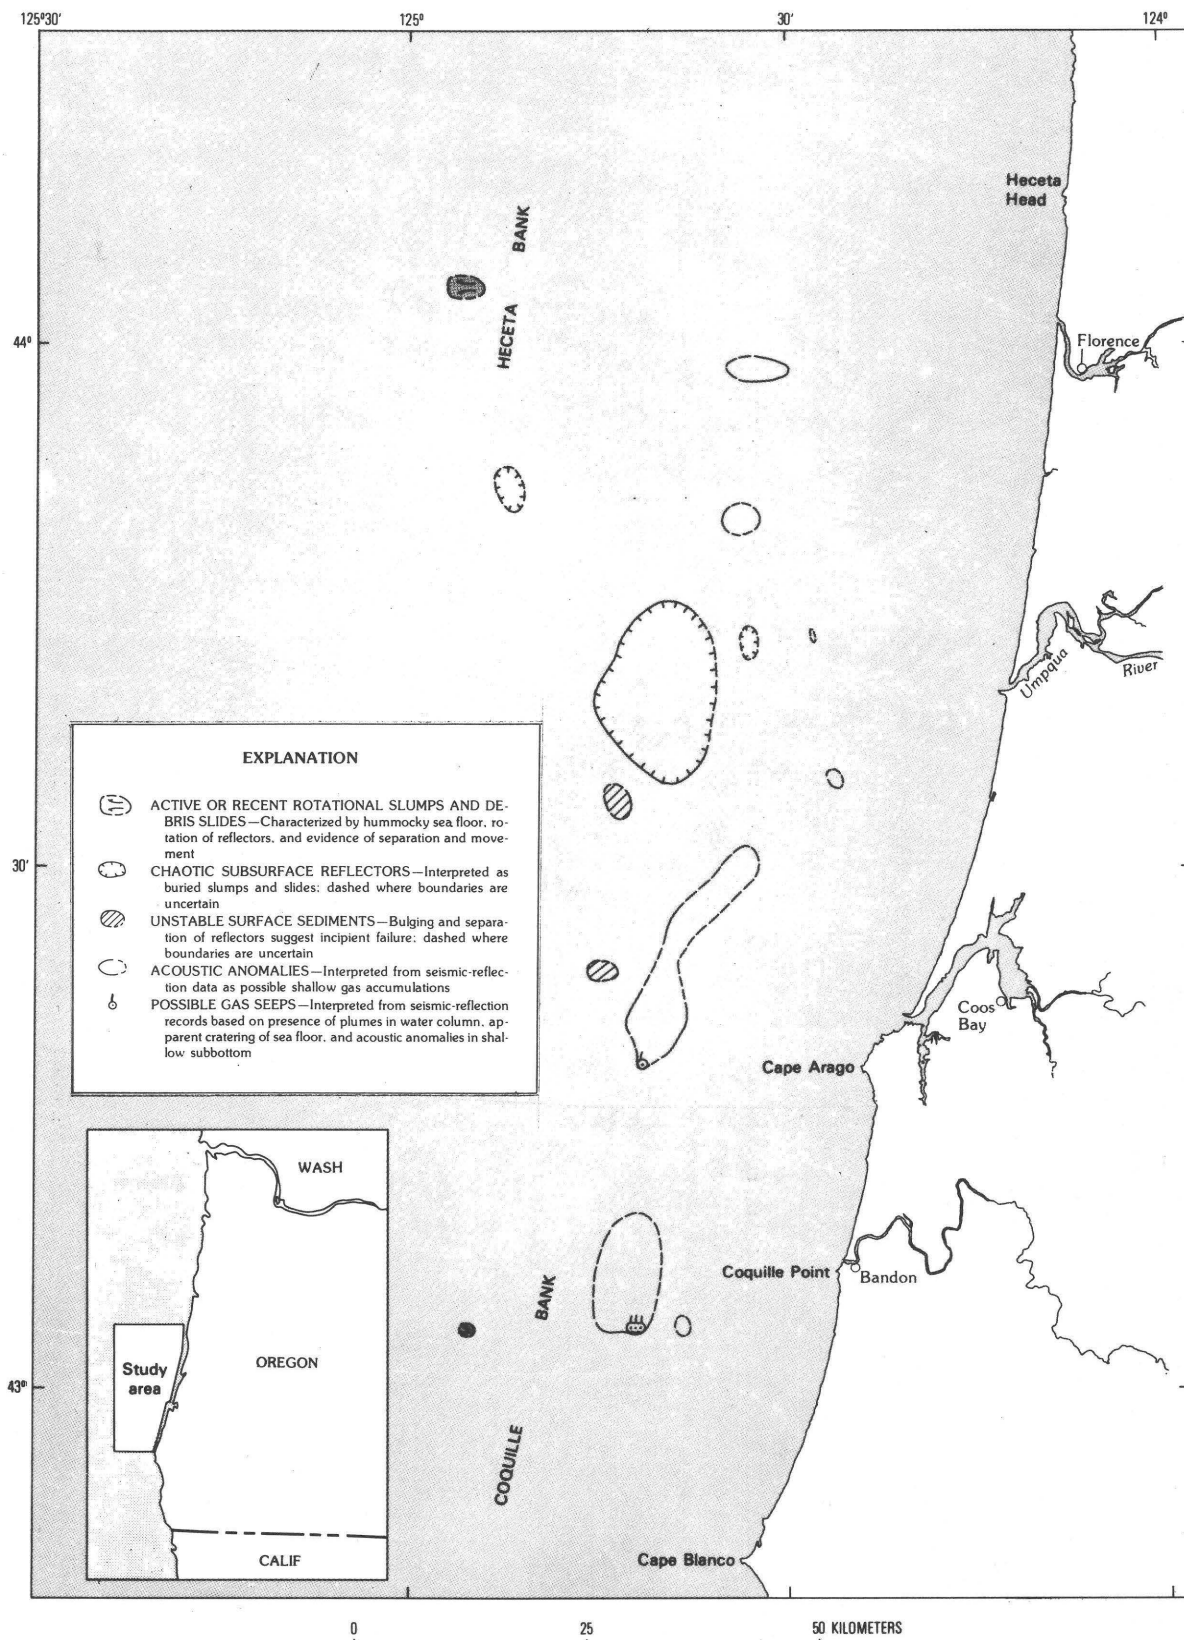 125°30'
125°
30'
124°
Heceta
Head
BANK
HECETA
44°
Florence
Umpqua
River
EXPLANATION
ACTIVE OR RECENT ROTATIONAL SLUMPS AND DE-
BRIS SLIDES—Characterized by hummocky sea floor, ro-
tation of reflectors, and evidence of separation and move-
ment
CHAOTIC SUBSURFACE REFLECTORS—Interpreted as
buried slumps and slides; dashed where boundaries are
uncertain
UNSTABLE SURFACE SEDIMENTS—Bulging and separa-
tion of reflectors suggest incipient failure; dashed where
boundaries are uncertain
ACOUSTIC ANOMALIES—Interpreted from seismic-reflec-
tion data as possible shallow gas accumulations
POSSIBLE GAS SEEPS—Interpreted from seismic-reflection
records based on presence of plumes in water column, ap-
parent cratering of sea floor, and acoustic anomalies in shal-
low subbottom
30'
Coos
Bay
Cape Arago
WASH
OREGON
Study
area
CALIF
Coquille Point
Bandon
BANK
COQUILLE
43°
Cape Blanco
0
25
50 KILOMETERS